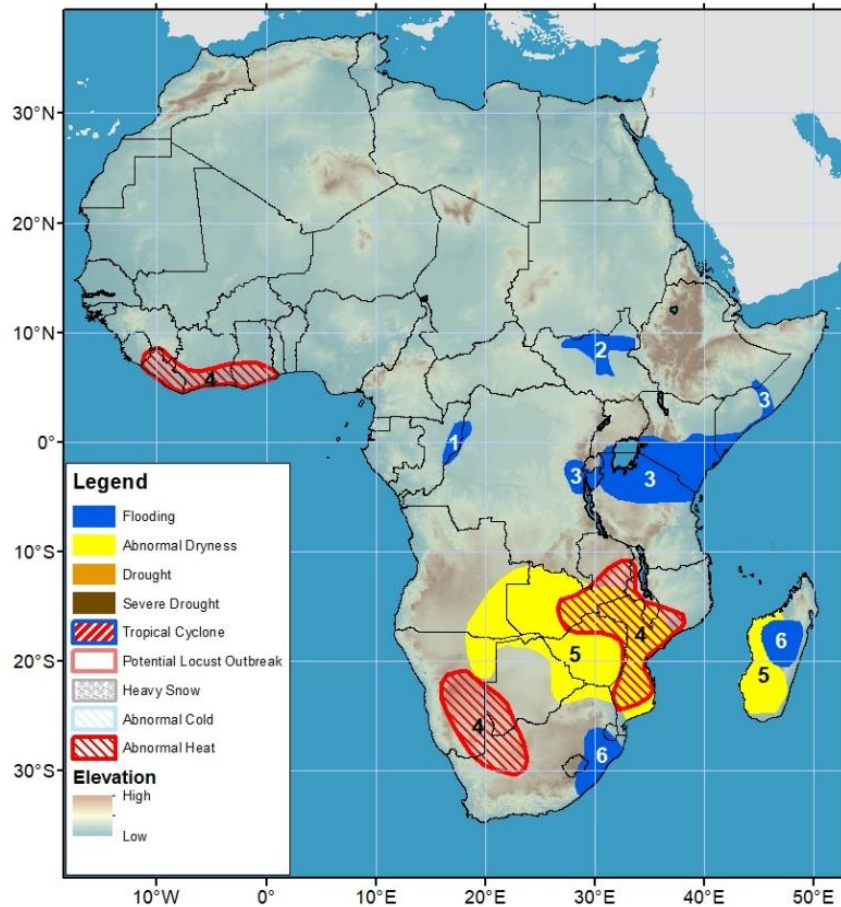 30°N
20°N
10°N
2
4
3
1
0°
3
3
Legend
Flooding
Abnormal Dryness
Drought
Severe Drought
Tropical Cyclone
Potential Locust Outbreak
Heavy Snow
Abnormal Cold
Abnormal Heat
Elevation
High
Low
10°S
4
6
20°S
5
5
4
6
30°S
10°W
0°
10°E
20°E
30°E
40°E
50°E